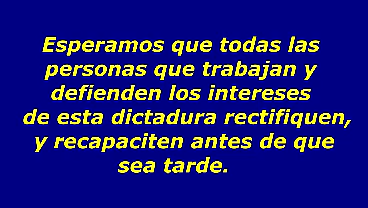 Esperamos que todas las
personas que trabajan y
defienden los intereses
de esta dictadura rectifiquen,
y recapaciten antes de que
sea tarde.